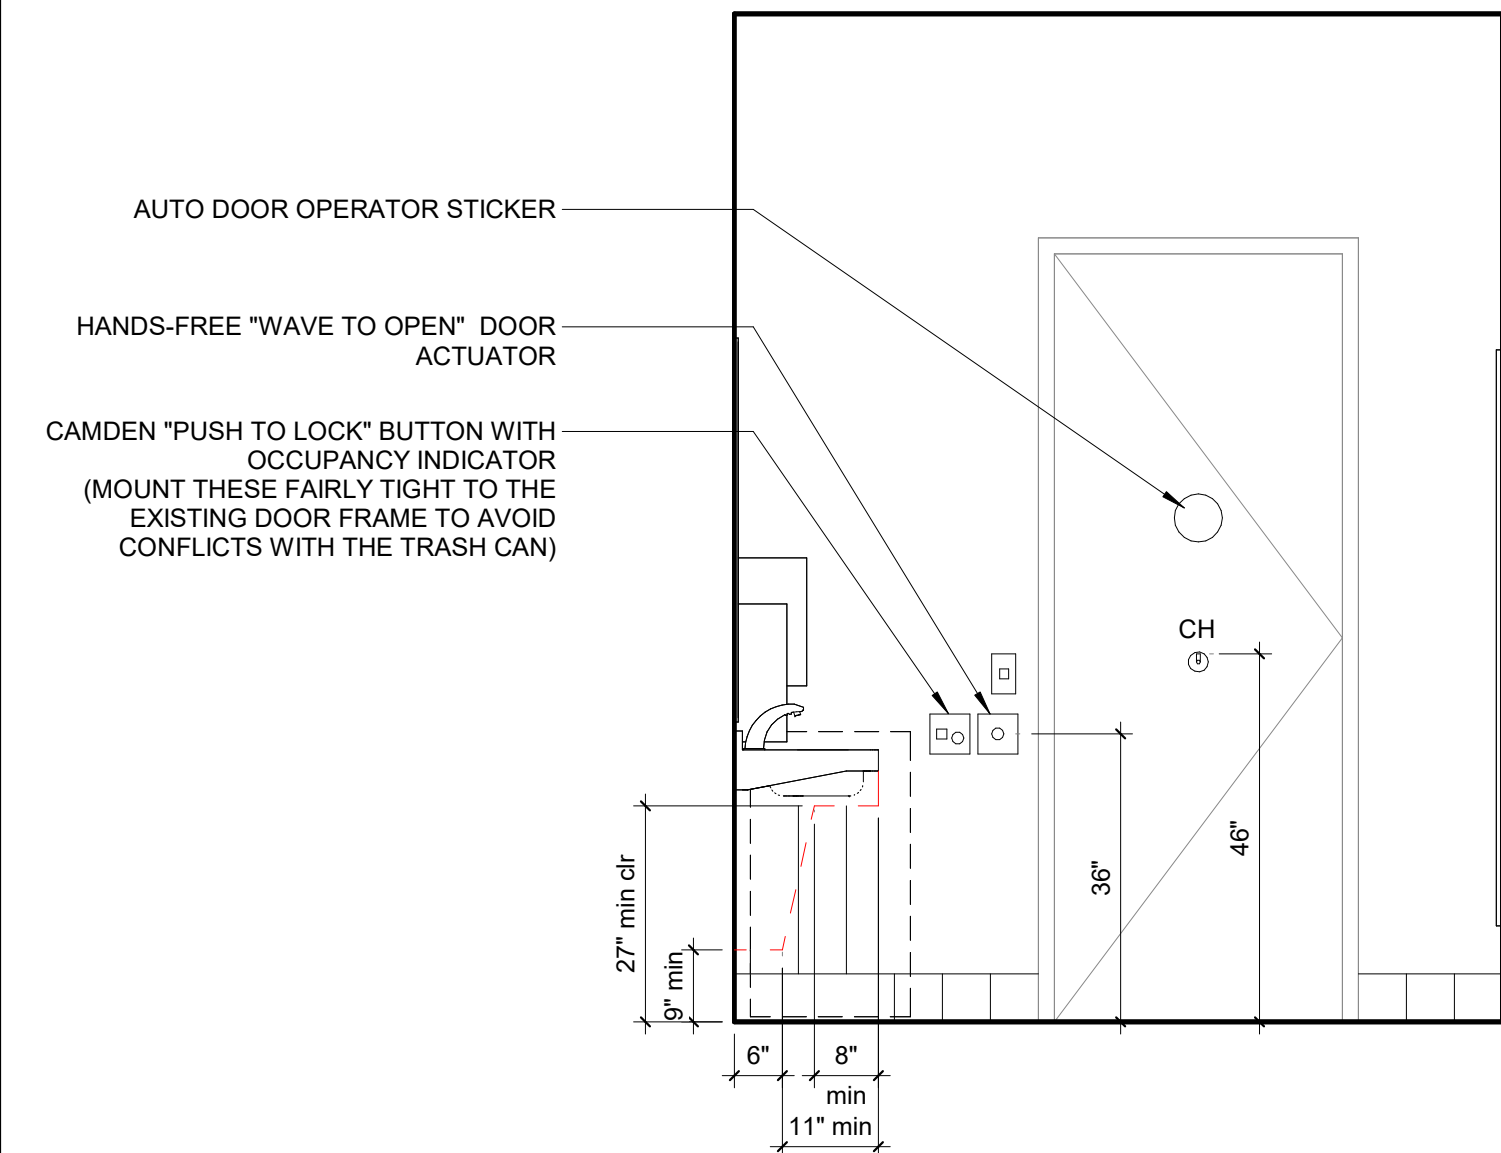 AUTO DOOR OPERATOR STICKER
HANDS-FREE "WAVE TO OPEN" DOOR
ACTUATOR
CAMDEN "PUSH TO LOCK" BUTTON WITH
OCCUPANCY INDICATOR
(MOUNT THESE FAIRLY TIGHT TO THE
EXISTING DOOR FRAME TO AVOID
CONFLICTS WITH THE TRASH CAN)
CH
46"
36"
27" min clr
9" min
6"
8"
min
11" min